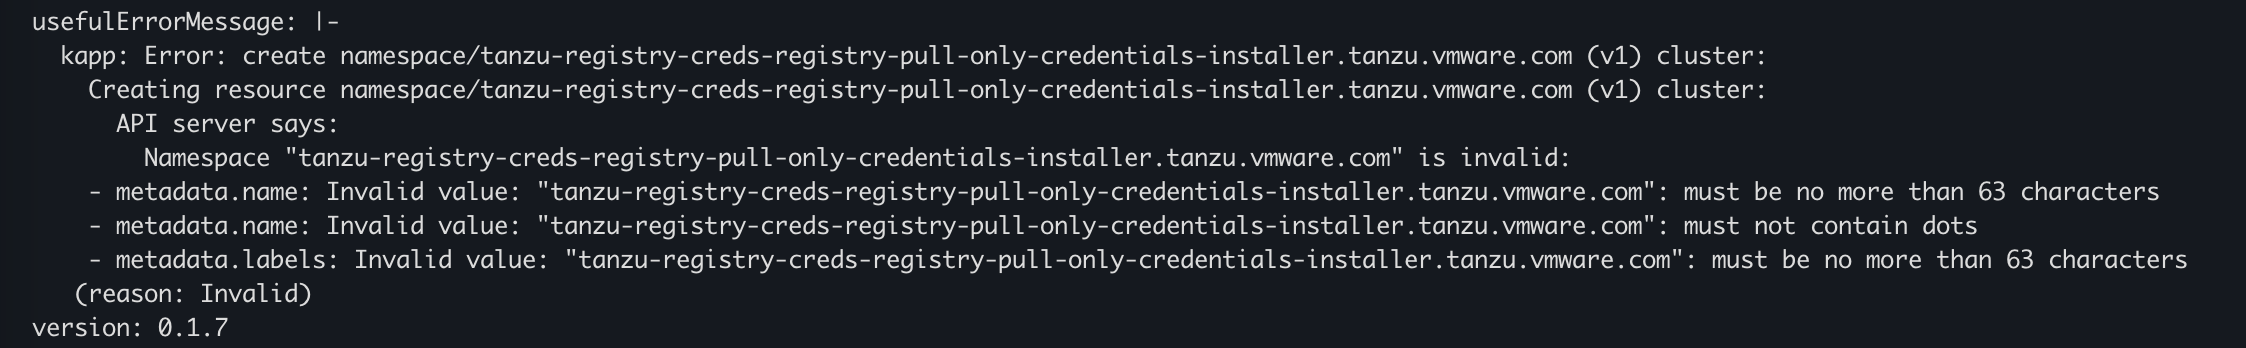 usefulErrorMessage: |-
kapp: Error: create namespace/tanzu-registry-creds-registry-pull-only-credentials-installer.tanzu.vmware.com (v1) cluster:
Creating resource namespace/tanzu-registry-creds-registry-pull-only-credentials-installer.tanzu.vmware.com (v1) cluster:
API server says:
Namespace "tanzu-registry-creds-registry-pull-only-credentials-installer.tanzu.vmware.com" is invalid:
- metadata.name: Invalid value: "tanzu-registry-creds-registry-pull-only-credentials-installer.tanzu.vmware.com": must be no more than 63 characters
- metadata.name: Invalid value: "tanzu-registry-creds-registry-pull-only-credentials-installer.tanzu.vmware.com": must not contain dots
- metadata.labels: Invalid value: "tanzu-registry-creds-registry-pull-only-credentials-installer.tanzu.vmware.com": must be no more than 63 characters
(reason: Invalid)
version: 0.1.7